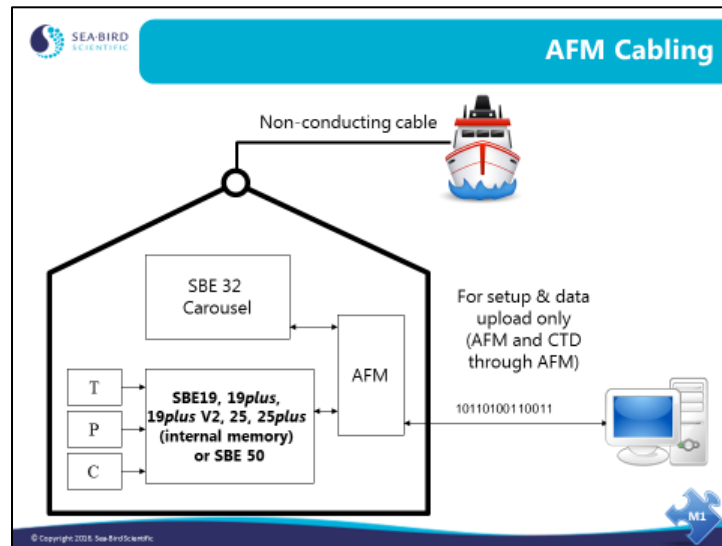 SEA·BIRD
SCIENTIFIC
AFM Cabling
Non-conducting cable
SBE 32
Carousel
For setup & data
upload only
(AFM and CTD
through AFM)
AFM
T
P
C
SBE19, 19plus,
19plus V2, 25, 25plus
(internal memory)
or SBE 50
10110100110011
M1
© Copyright 2018, Sea-Bird Scientific